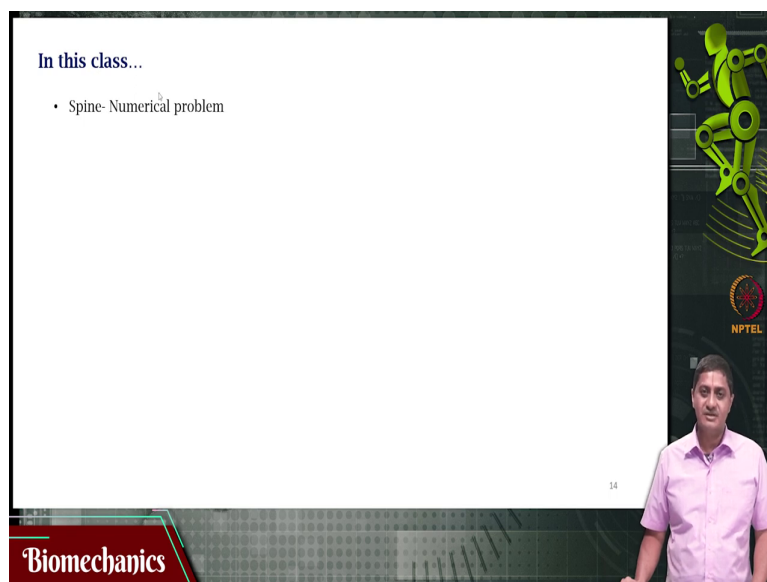 In this class...
• Spine- Numerical problem
NPTEL
14
Biomechanics